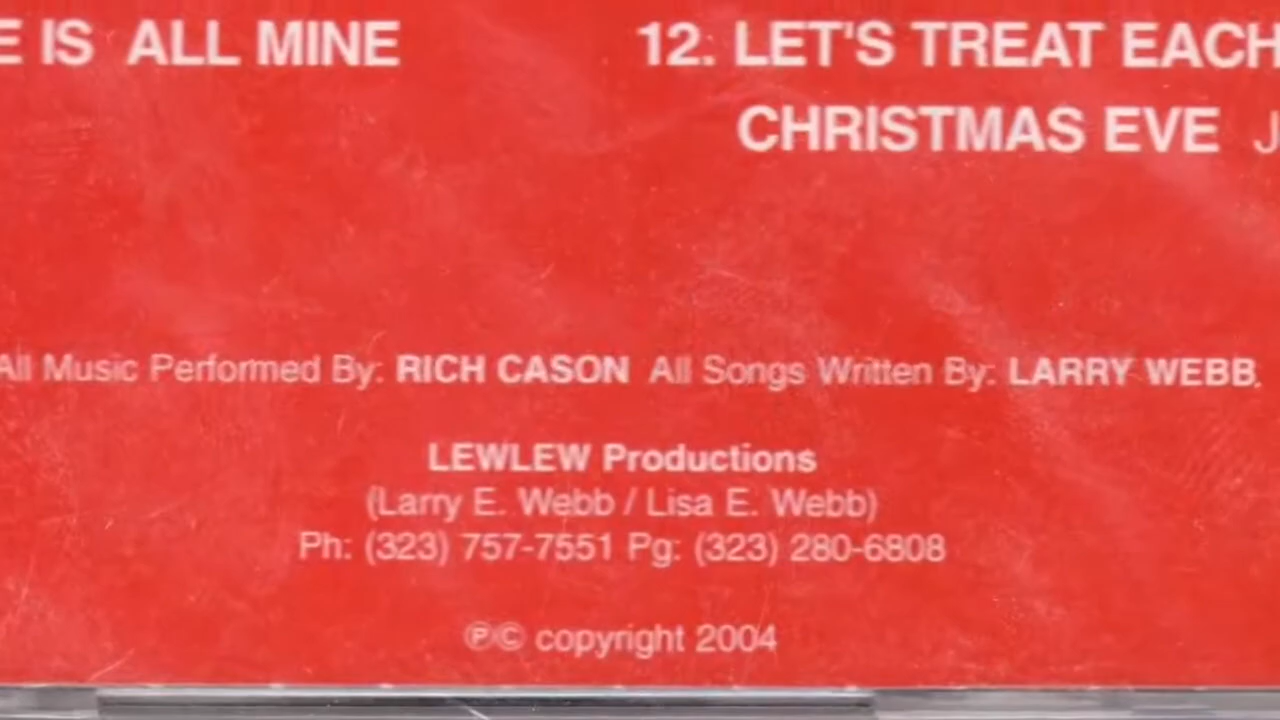 E IS ALL MINE
12. LET'S TREAT EACH
CHRISTMAS EVE J
All Music Performed By: RICH CASON All Songs Written By: LARRY WEBB,
LEWLEW Productions
(Larry E. Webb / Lisa E. Webb)
Ph: (323) 757-7551 Pg: (323) 280-6808
℗© copyright 2004